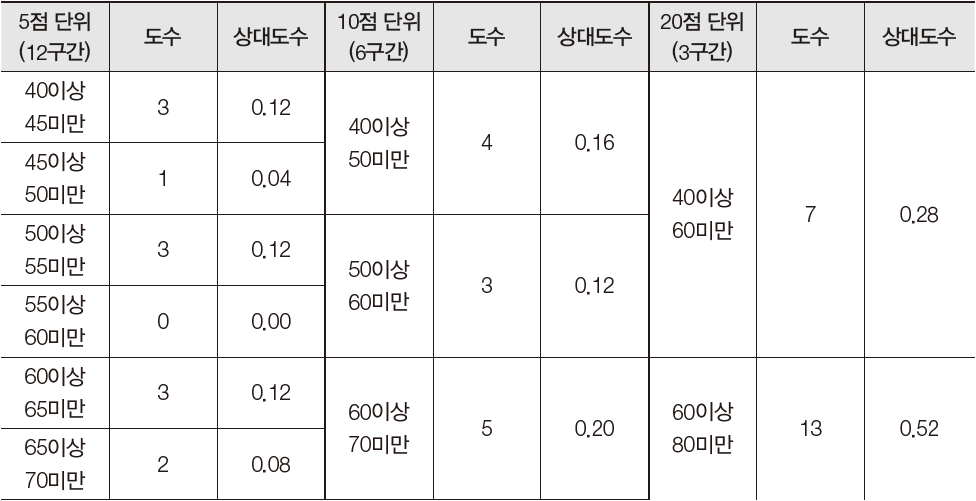 5점 단위
(12구간)
도수
상대도수
10점 단위
(6구간)
도수
상대도수
20점 단위
(3구간)
도수
상대도수
40이상
45미만
3
0.12
40이상
50미만
4
0.16
40이상
60미만
7
0.28
45이상
50미만
1
0.04
50이상
55미만
3
0.12
50이상
60미만
3
0.12
55이상
60미만
0
0.00
60이상
65미만
3
0.12
60이상
70미만
5
0.20
60이상
80미만
13
0.52
65이상
70미만
2
0.08